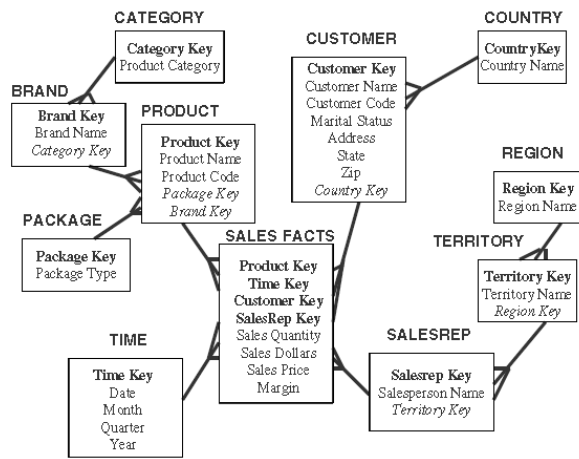 CATEGORY
Category Key
Product Category
BRAND
Brand Key
Brand Name
Category Key
PRODUCT
Product Key
Product Name
Product Code
Package Key
Brand Key
PACKAGE
Package Key
Package Type
CUSTOMER
Customer Key
Customer Name
Customer Code
Marital Status
Address
State
Zip
Country Key
COUNTRY
CountryKey
Country Name
REGION
Region Key
Region Name
TERRITORY
Territory Key
Territory Name
Region Key
SALES FACTS
Product Key
Time Key
Customer Key
SalesRep Key
Sales Quantity
Sales Dollars
Sales Price
Margin
TIME
Time Key
Date
Month
Quarter
Year
SALESREP
Salesrep Key
Salesperson Name
Territory Key